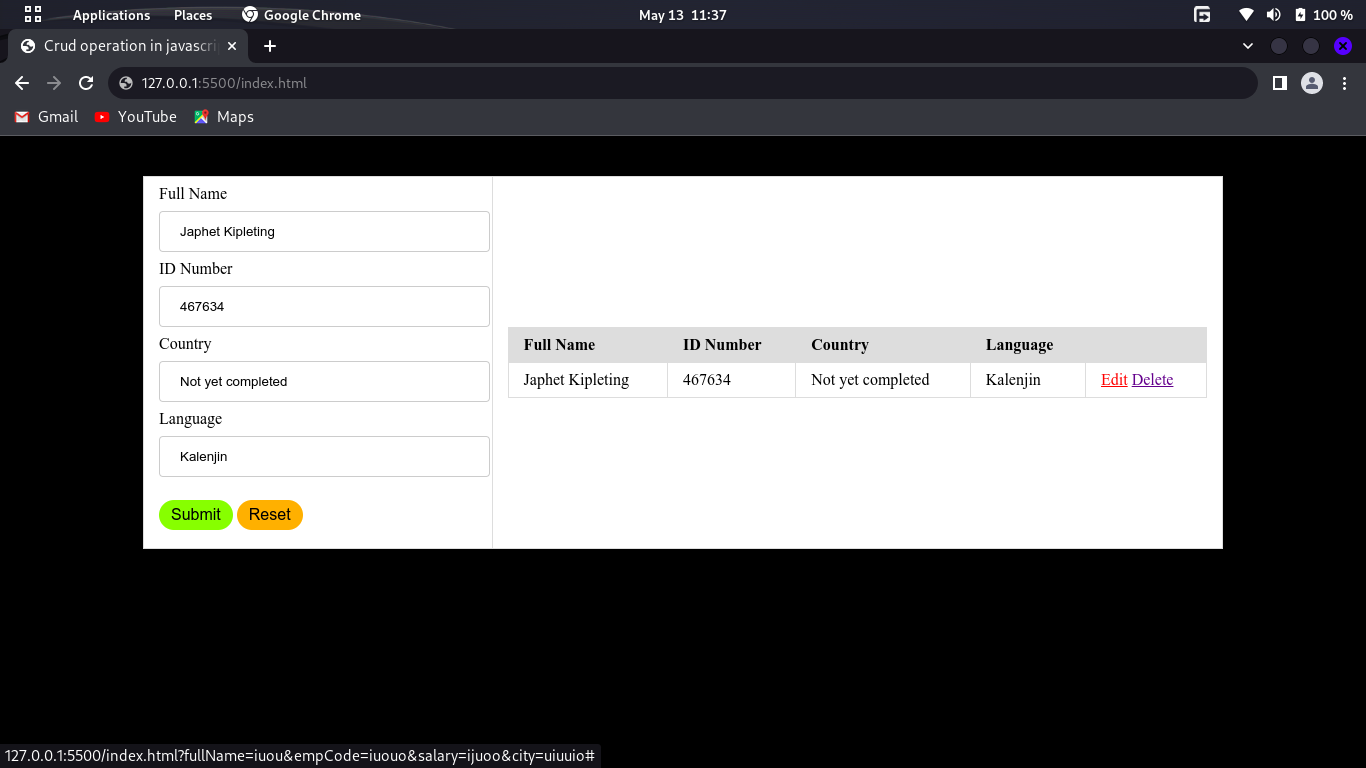 Applications Places Google Chrome May 13 11:37 100 %
Crud operation in javascri
127.0.0.1:5500/index.html
Gmail YouTube Maps
Full Name
Japhet Kipleting
ID Number
467634
Country
Not yet completed
Language
Kalenjin
Submit Reset
Full Name ID Number Country Language
Japhet Kipleting 467634 Not yet completed Kalenjin Edit Delete
127.0.0.1:5500/index.html?fullName=iuou&empCode=iuouo&salary=ijuoo&city=uiuuio#